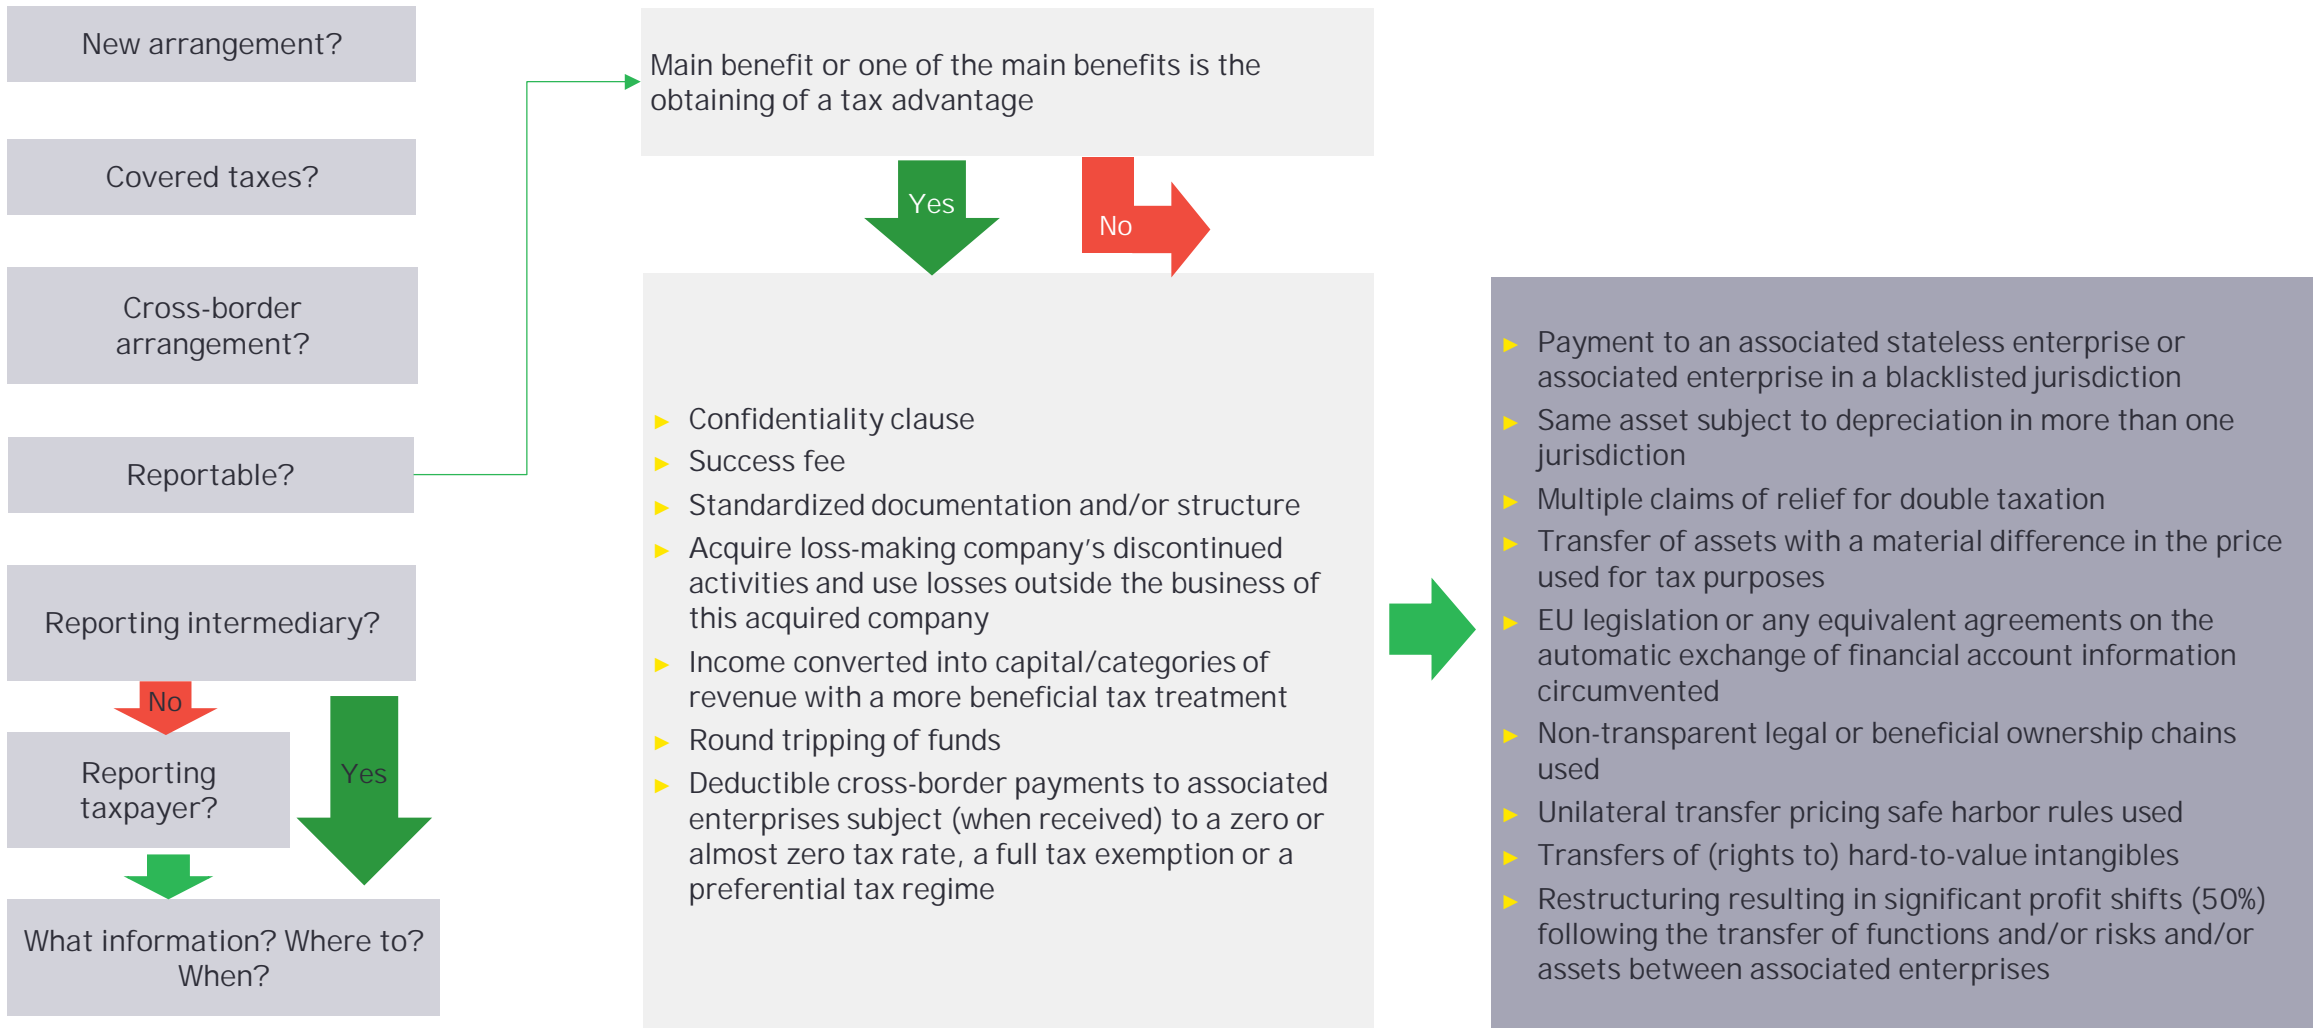 New arrangement?
Covered taxes?
Cross-border
arrangement?
Reportable?
Reporting intermediary?
No
Yes
Reporting
taxpayer?
What information? Where to?
When?
Main benefit or one of the main benefits is the
obtaining of a tax advantage
Yes
No
► Confidentiality clause
► Success fee
► Standardized documentation and/or structure
► Acquire loss-making company's discontinued
activities and use losses outside the business of
this acquired company
► Income converted into capital/categories of
revenue with a more beneficial tax treatment
► Round tripping of funds
► Deductible cross-border payments to associated
enterprises subject (when received) to a zero or
almost zero tax rate, a full tax exemption or a
preferential tax regime
► Payment to an associated stateless enterprise or
associated enterprise in a blacklisted jurisdiction
► Same asset subject to depreciation in more than one
jurisdiction
► Multiple claims of relief for double taxation
► Transfer of assets with a material difference in the price
used for tax purposes
► EU legislation or any equivalent agreements on the
automatic exchange of financial account information
circumvented
► Non-transparent legal or beneficial ownership chains
used
► Unilateral transfer pricing safe harbor rules used
► Transfers of (rights to) hard-to-value intangibles
► Restructuring resulting in significant profit shifts (50%)
following the transfer of functions and/or risks and/or
assets between associated enterprises